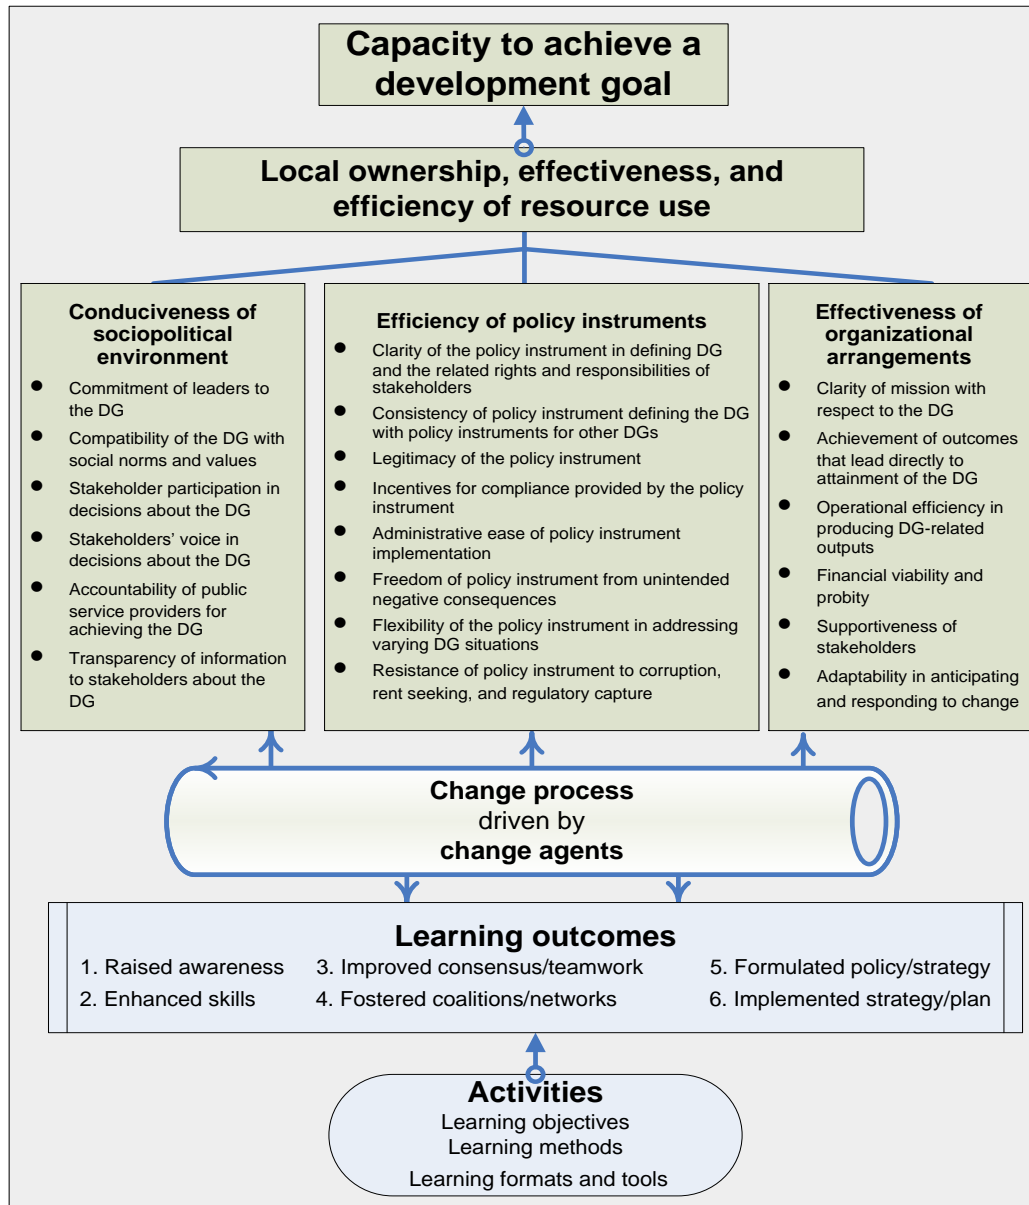 Capacity to achieve a
development goal
Local ownership, effectiveness, and
efficiency of resource use
Conduciveness of
sociopolitical
environment
● Commitment of leaders to
the DG
● Compatibility of the DG with
social norms and values
● Stakeholder participation in
decisions about the DG
● Stakeholders’ voice in
decisions about the DG
● Accountability of public
service providers for
achieving the DG
● Transparency of information
to stakeholders about the
DG
Efficiency of policy instruments
● Clarity of the policy instrument in defining DG
and the related rights and responsibilities of
stakeholders
● Consistency of policy instrument defining the DG
with policy instruments for other DGs
● Legitimacy of the policy instrument
● Incentives for compliance provided by the policy
instrument
● Administrative ease of policy instrument
implementation
● Freedom of policy instrument from unintended
negative consequences
● Flexibility of the policy instrument in addressing
varying DG situations
● Resistance of policy instrument to corruption,
rent seeking, and regulatory capture
Effectiveness of
organizational
arrangements
● Clarity of mission with
respect to the DG
● Achievement of outcomes
that lead directly to
attainment of the DG
● Operational efficiency in
producing DG-related
outputs
● Financial viability and
probity
● Supportiveness of
stakeholders
● Adaptability in anticipating
and responding to change
Change process
driven by
change agents
Learning outcomes
1. Raised awareness
2. Enhanced skills
3. Improved consensus/teamwork
4. Fostered coalitions/networks
5. Formulated policy/strategy
6. Implemented strategy/plan
Activities
Learning objectives
Learning methods
Learning formats and tools